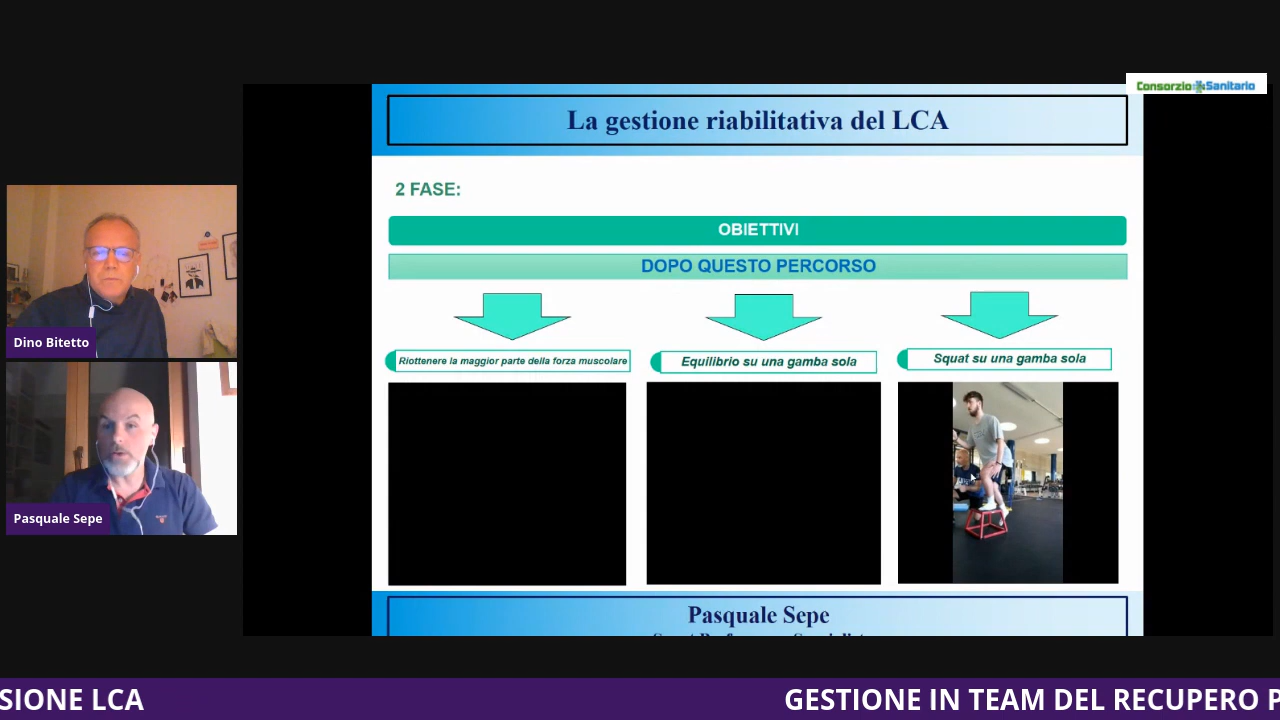 Consorzio Sanitario
La gestione riabilitativa del LCA
2 FASE:
OBIETTIVI
DOPO QUESTO PERCORSO
Riottenere la maggior parte della forza muscolare
Equilibrio su una gamba sola
Squat su una gamba sola
Dino Bitetto
Pasquale Sepe
Pasquale Sepe
SIONE LCA
GESTIONE IN TEAM DEL RECUPERO P